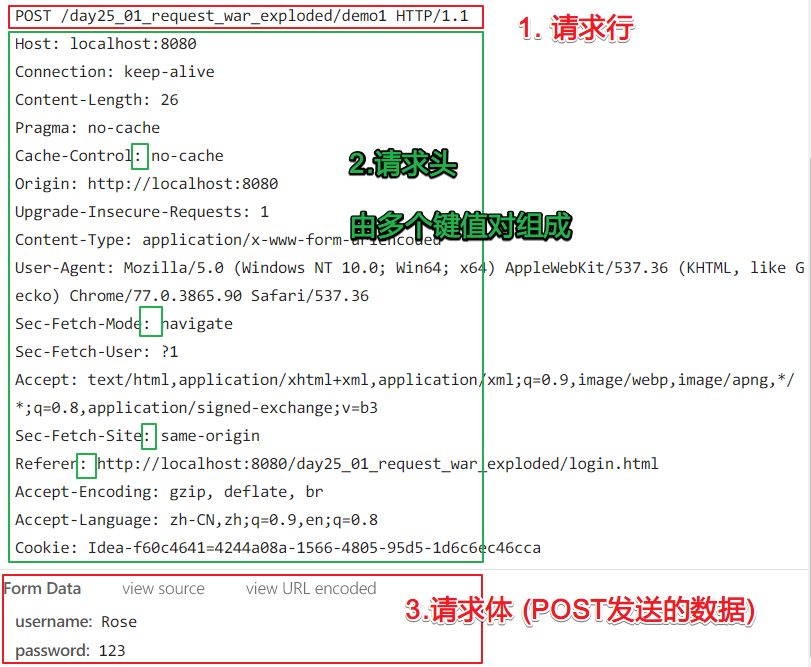 POST /day25_01_request_war_exploded/demo1 HTTP/1.1
1. 请求行
Host: localhost:8080
Connection: keep-alive
Content-Length: 26
Pragma: no-cache
Cache-Control: no-cache
2.请求头
Origin: http://localhost:8080
Upgrade-Insecure-Requests: 1
由多个键值对组成
Content-Type: application/x-www-form-urlencoded
User-Agent: Mozilla/5.0 (Windows NT 10.0; Win64; x64) AppleWebKit/537.36 (KHTML, like G
ecko) Chrome/77.0.3865.90 Safari/537.36
Sec-Fetch-Mode: navigate
Sec-Fetch-User: ?1
Accept: text/html,application/xhtml+xml,application/xml;q=0.9,image/webp,image/apng,*/
*;q=0.8,application/signed-exchange;v=b3
Sec-Fetch-Site: same-origin
Referer: http://localhost:8080/day25_01_request_war_exploded/login.html
Accept-Encoding: gzip, deflate, br
Accept-Language: zh-CN,zh;q=0.9,en;q=0.8
Cookie: Idea-f60c4641=4244a08a-1566-4805-95d5-1d6c6ec46cca
Form Data view source view URL encoded
3.请求体 (POST发送的数据)
username: Rose
password: 123